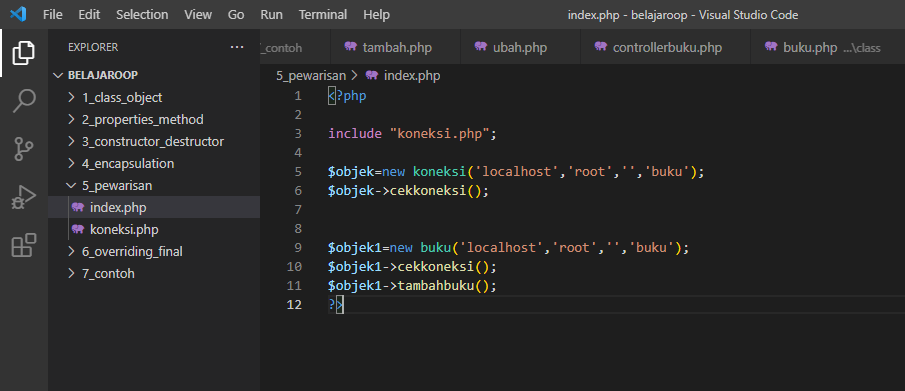 File Edit Selection View Go Run Terminal Help index.php - belajaroop - Visual Studio Code
EXPLORER ···
_contoh tambah.php ubah.php controllerbuku.php buku.php ...\class
BELAJAROOP
1_class_object
2_properties_method
3_constructor_destructor
4_encapsulation
5_pewarisan
index.php
koneksi.php
6_overriding_final
7_contoh
5_pewarisan > index.php
1 <?php
2
3 include "koneksi.php";
4
5 $objek=new koneksi('localhost','root','','buku');
6 $objek->cekkoneksi();
7
8
9 $objek1=new buku('localhost','root','','buku');
10 $objek1->cekkoneksi();
11 $objek1->tambahbuku();
12 ?>